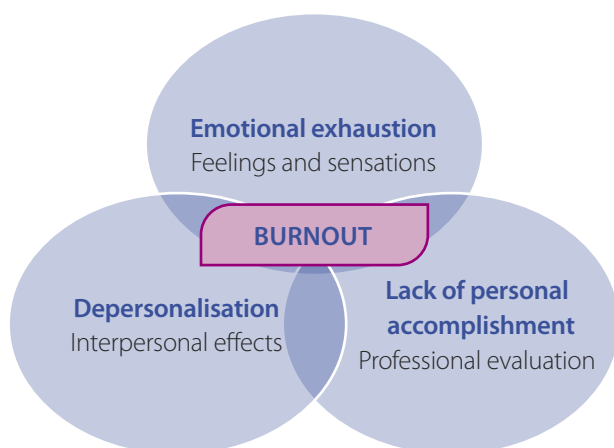 Emotional exhaustion
Feelings and sensations
BURNOUT
Depersonalisation
Interpersonal effects
Lack of personal
accomplishment
Professional evaluation